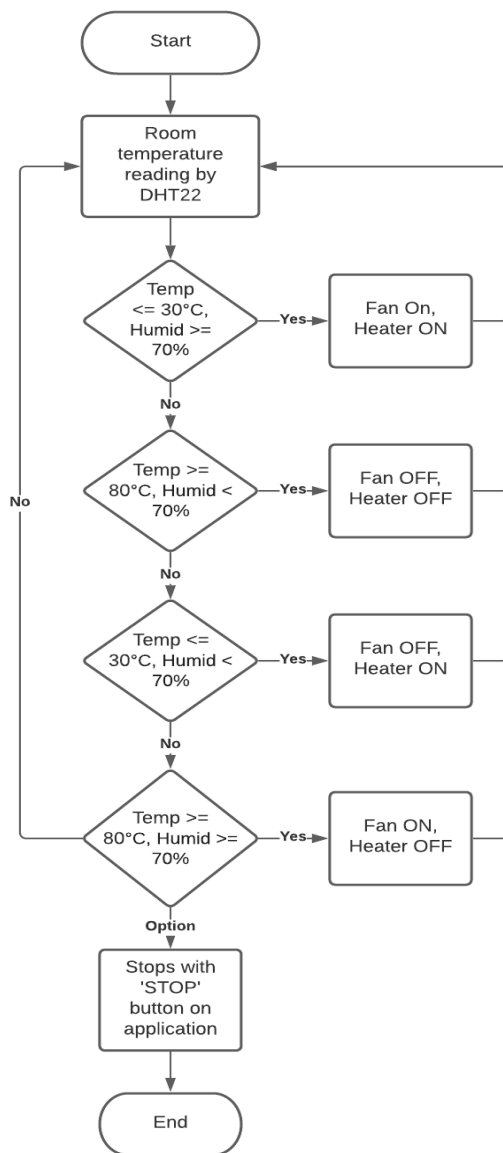 Start
Room
temperature
reading by
DHT22
Temp
<= 30°C,
Humid >=
70%
Yes
Fan On,
Heater ON
No
Temp >=
80°C, Humid <
70%
Yes
Fan OFF,
Heater OFF
No
No
Temp <=
30°C, Humid <
70%
Yes
Fan OFF,
Heater ON
No
Temp >=
80°C, Humid >=
70%
Yes
Fan ON,
Heater OFF
Option
Stops with
'STOP'
button on
application
End